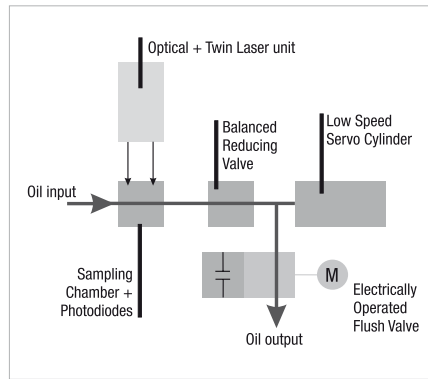 Optical + Twin Laser unit
Balanced
Reducing
Valve
Low Speed
Servo Cylinder
Oil input
Sampling
Chamber +
Photodiodes
M
Electrically
Operated
Flush Valve
Oil output